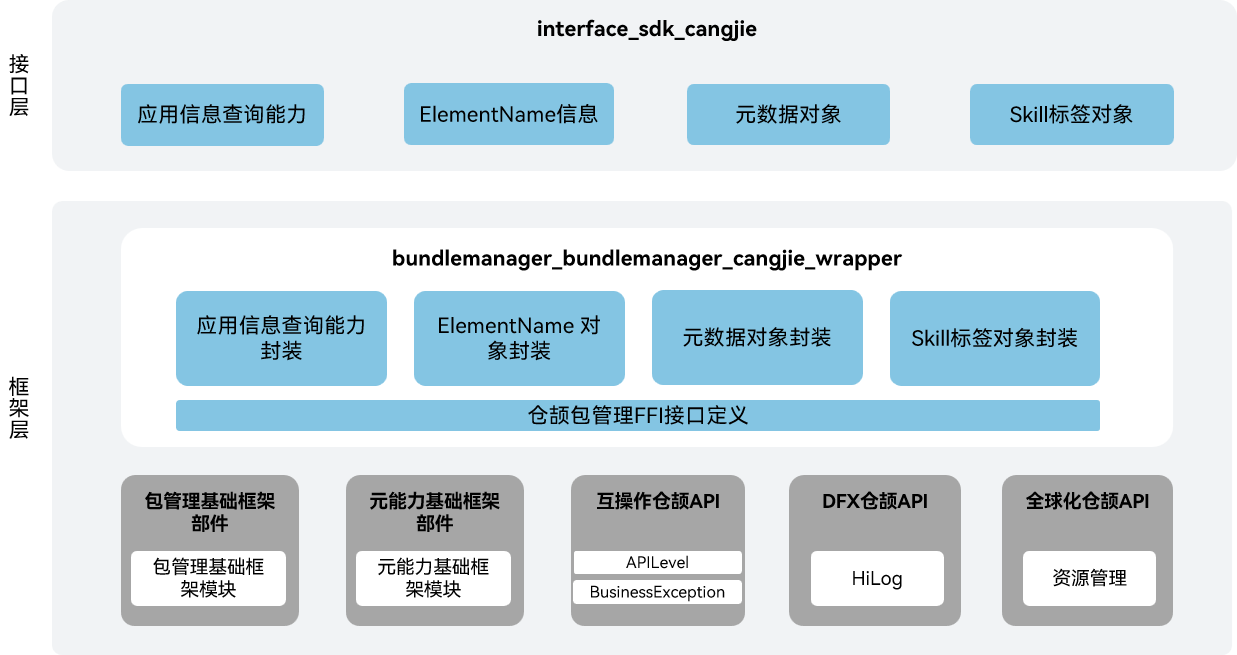 interface_sdk_cangjie
接
口
层
应用信息查询能力
ElementName信息
元数据对象
Skill标签对象
bundlemanager_bundlemanager_cangjie_wrapper
应用信息查询能力
封装
ElementName 对
象封装
元数据对象封装
Skill标签对象封装
仓颉包管理FFI接口定义
框
架
层
包管理基础框架
部件
包管理基础框
架模块
元能力基础框架
部件
元能力基础框
架模块
互操作仓颉API
APILevel
BusinessException
DFX仓颉API
HiLog
全球化仓颉API
资源管理